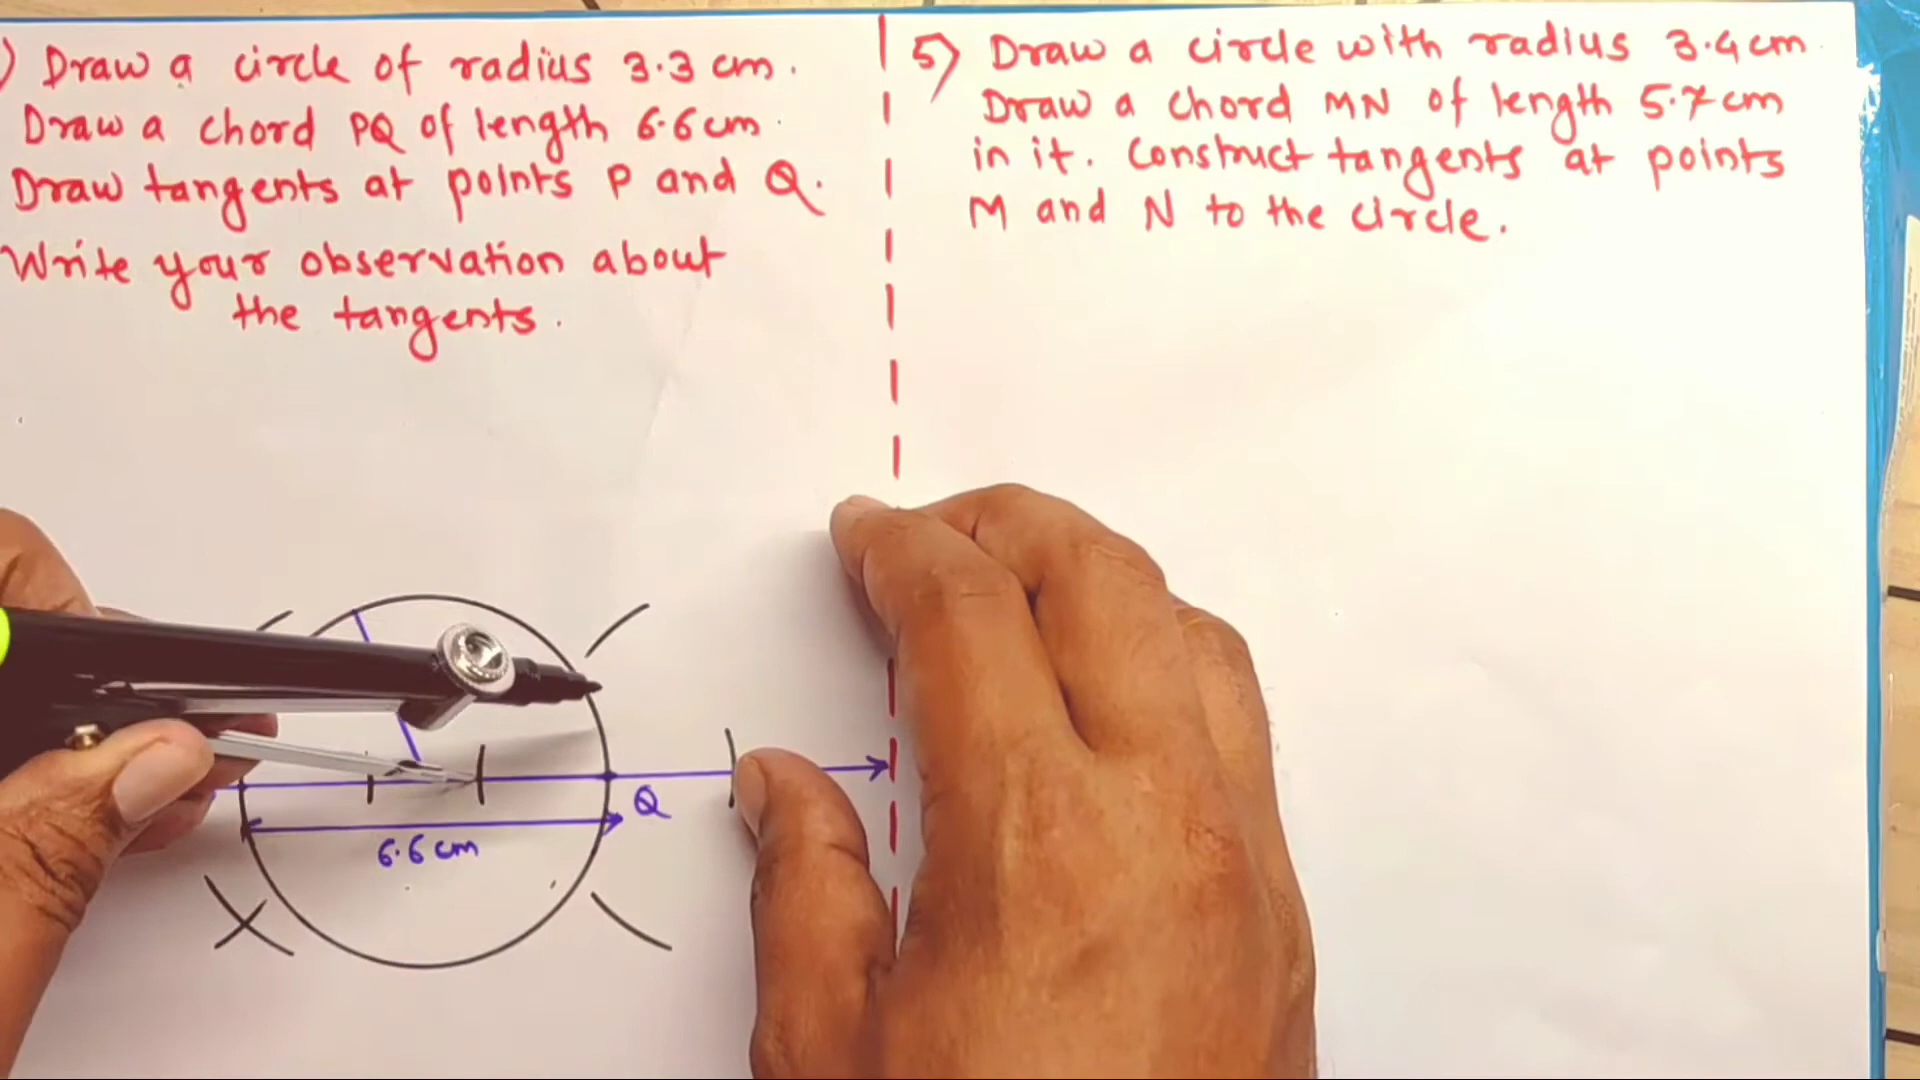 ) Draw a circle of radius 3.3 cm.
Draw a chord PQ of length 6.6 cm.
Draw tangents at points P and Q.
Write your observation about
the tangents.
5) Draw a circle with radius 3.4 cm.
Draw a chord MN of length 5.7 cm
in it. Construct tangents at points
M and N to the circle.
Q
6.6 cm